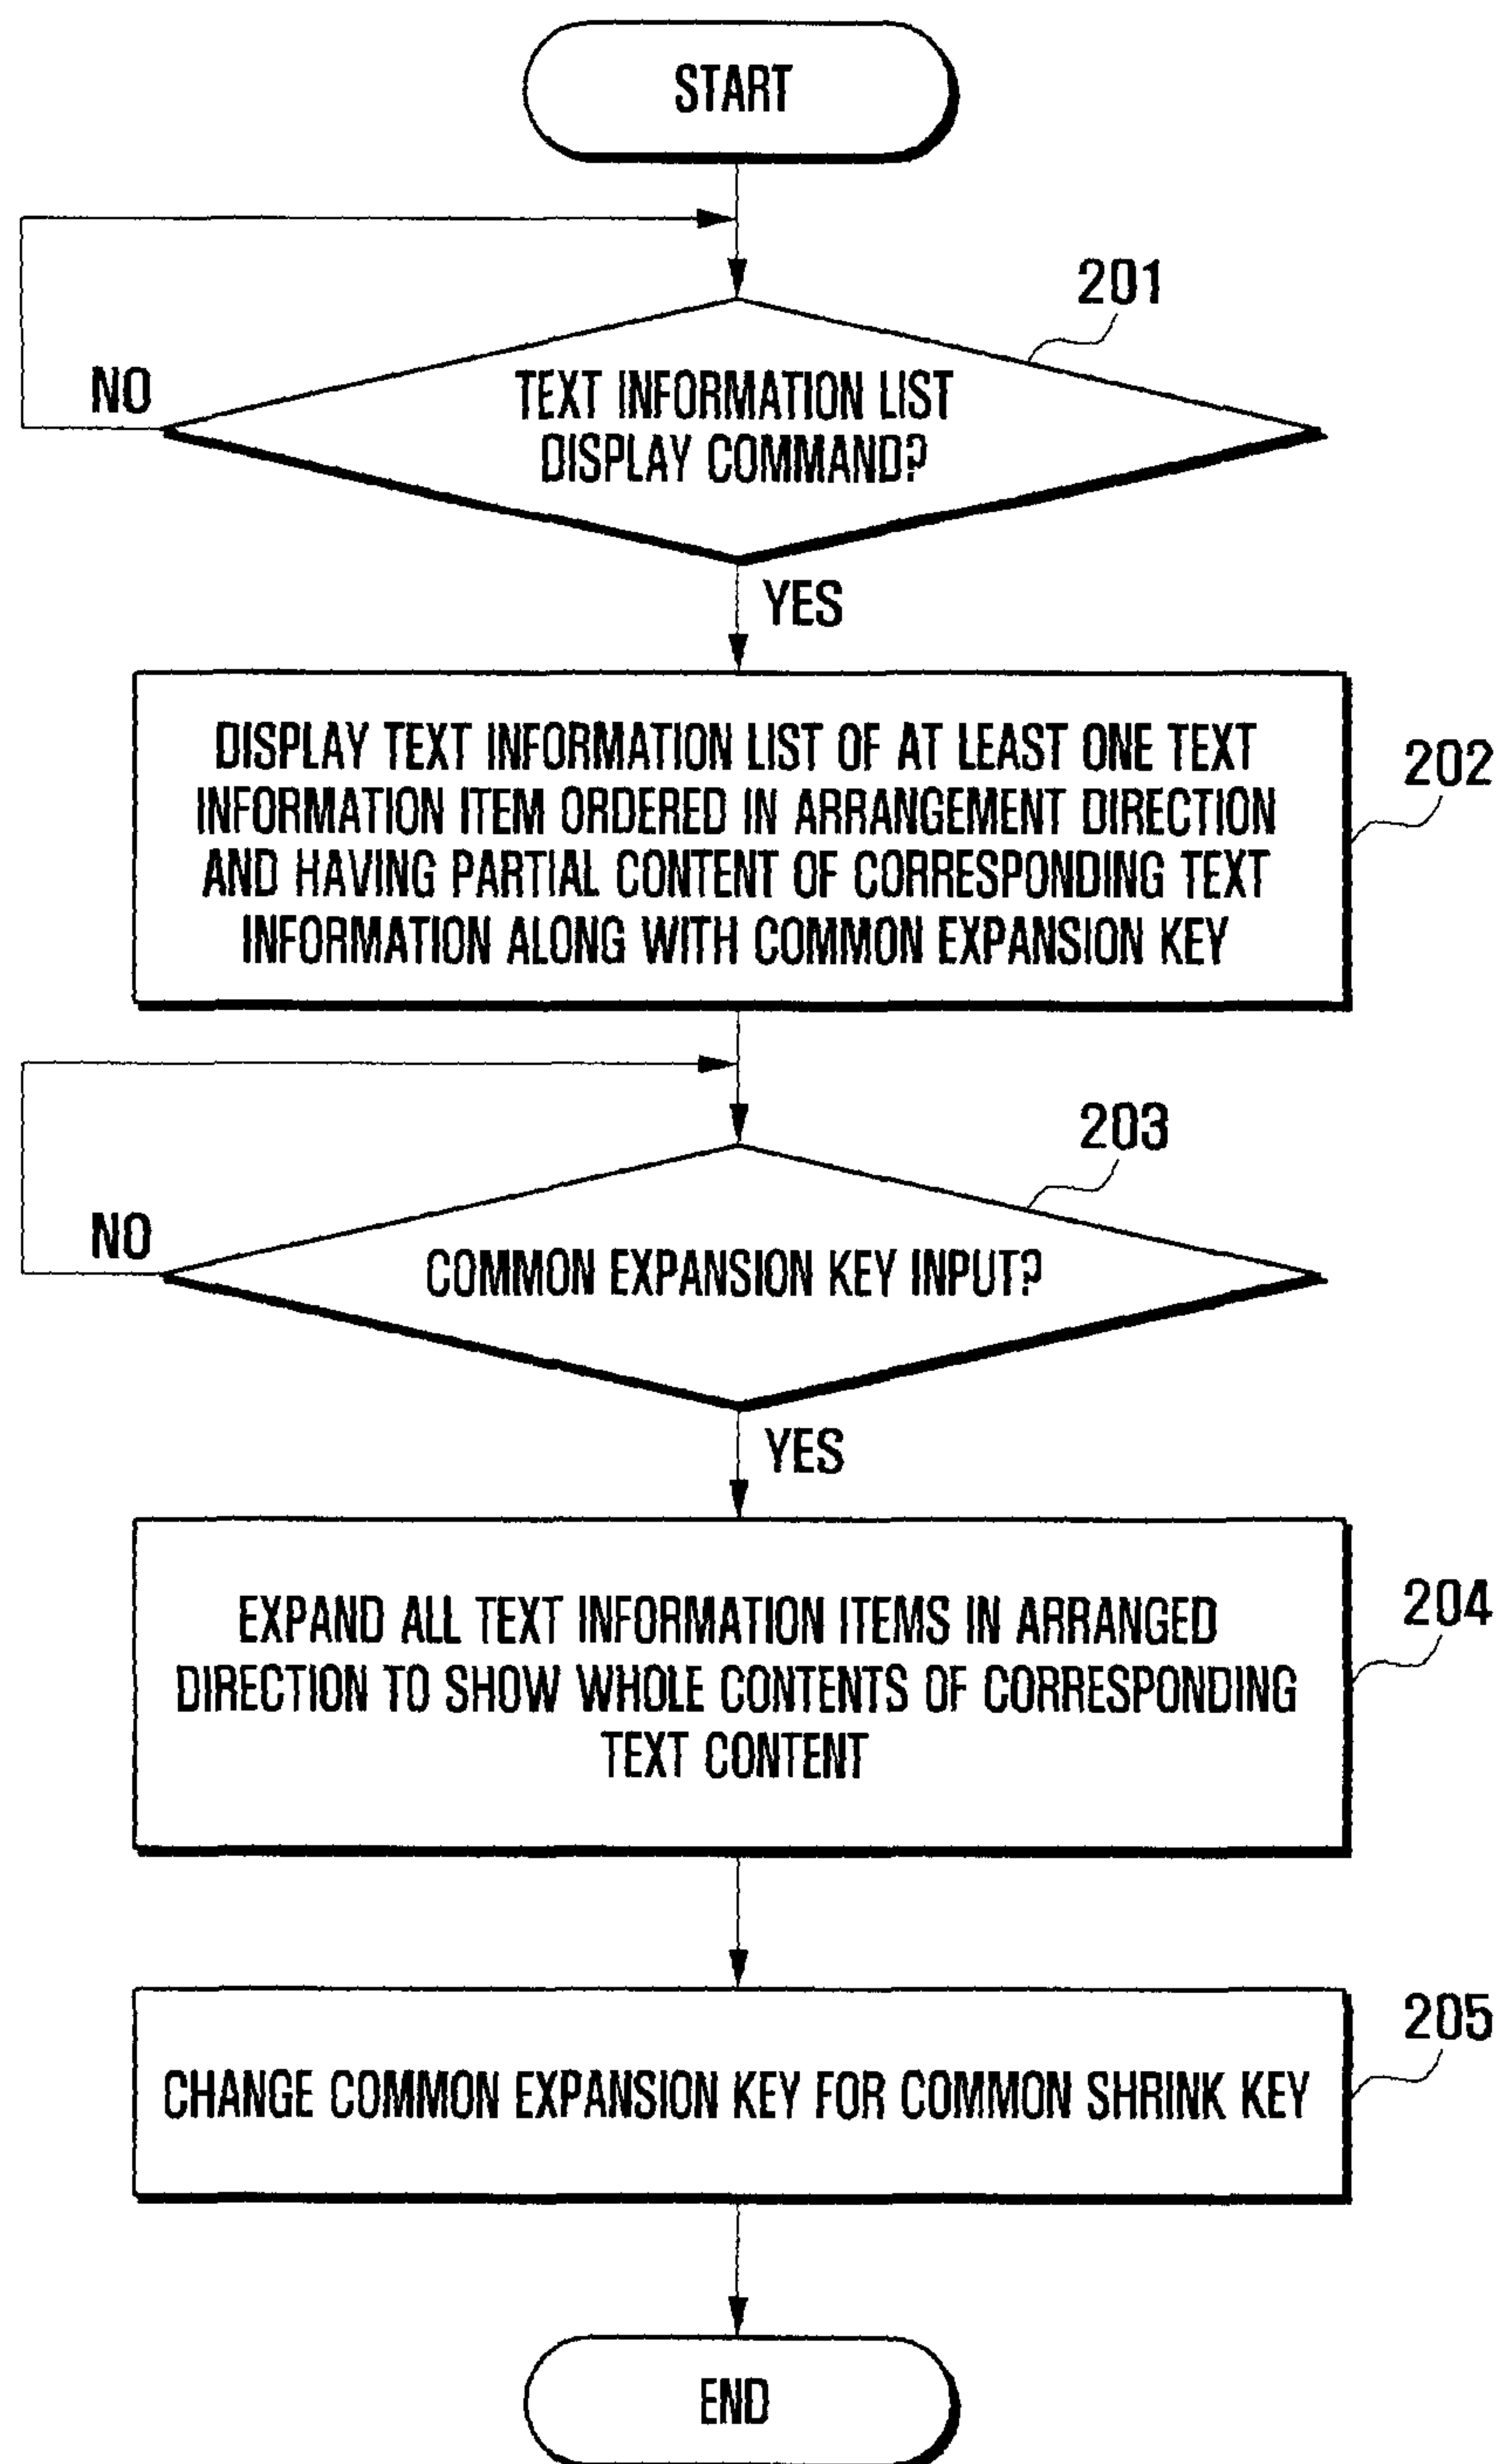 START
201
NO
TEXT INFORMATION LIST
DISPLAY COMMAND?
YES
DISPLAY TEXT INFORMATION LIST OF AT LEAST ONE TEXT
INFORMATION ITEM ORDERED IN ARRANGEMENT DIRECTION
AND HAVING PARTIAL CONTENT OF CORRESPONDING TEXT
INFORMATION ALONG WITH COMMON EXPANSION KEY
202
203
NO
COMMON EXPANSION KEY INPUT?
YES
EXPAND ALL TEXT INFORMATION ITEMS IN ARRANGED
DIRECTION TO SHOW WHOLE CONTENTS OF CORRESPONDING
TEXT CONTENT
204
205
CHANGE COMMON EXPANSION KEY FOR COMMON SHRINK KEY
END